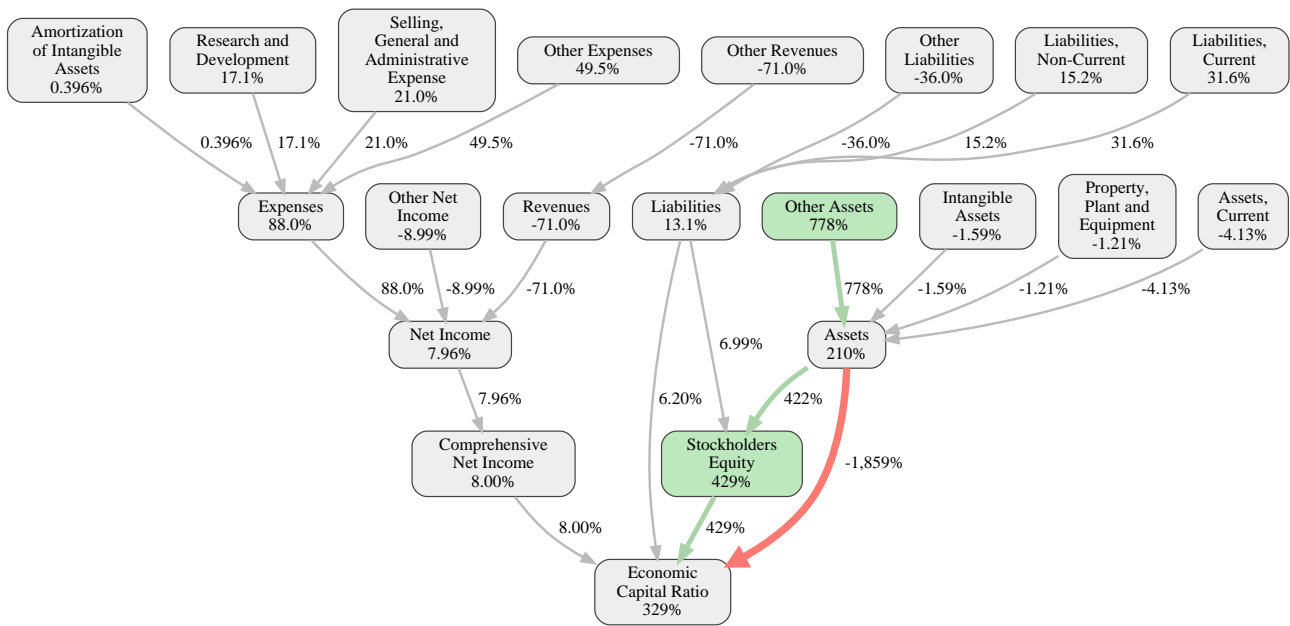 Amortization
of Intangible
Assets
0.396%
Research and
Development
17.1%
Selling,
General and
Administrative
Expense
21.0%
Other Expenses
49.5%
Other Revenues
-71.0%
Other
Liabilities
-36.0%
Liabilities,
Non-Current
15.2%
Liabilities,
Current
31.6%
0.396%
17.1%
21.0%
49.5%
-71.0%
-36.0%
15.2%
31.6%
Expenses
88.0%
Other Net
Income
-8.99%
Revenues
-71.0%
Liabilities
13.1%
Other Assets
778%
Intangible
Assets
-1.59%
Property,
Plant and
Equipment
-1.21%
Assets,
Current
-4.13%
88.0%
-8.99%
-71.0%
778%
-1.59%
-1.21%
-4.13%
Net Income
7.96%
6.99%
Assets
210%
7.96%
6.20%
422%
Comprehensive
Net Income
8.00%
Stockholders
Equity
429%
-1,859%
8.00%
429%
Economic
Capital Ratio
329%